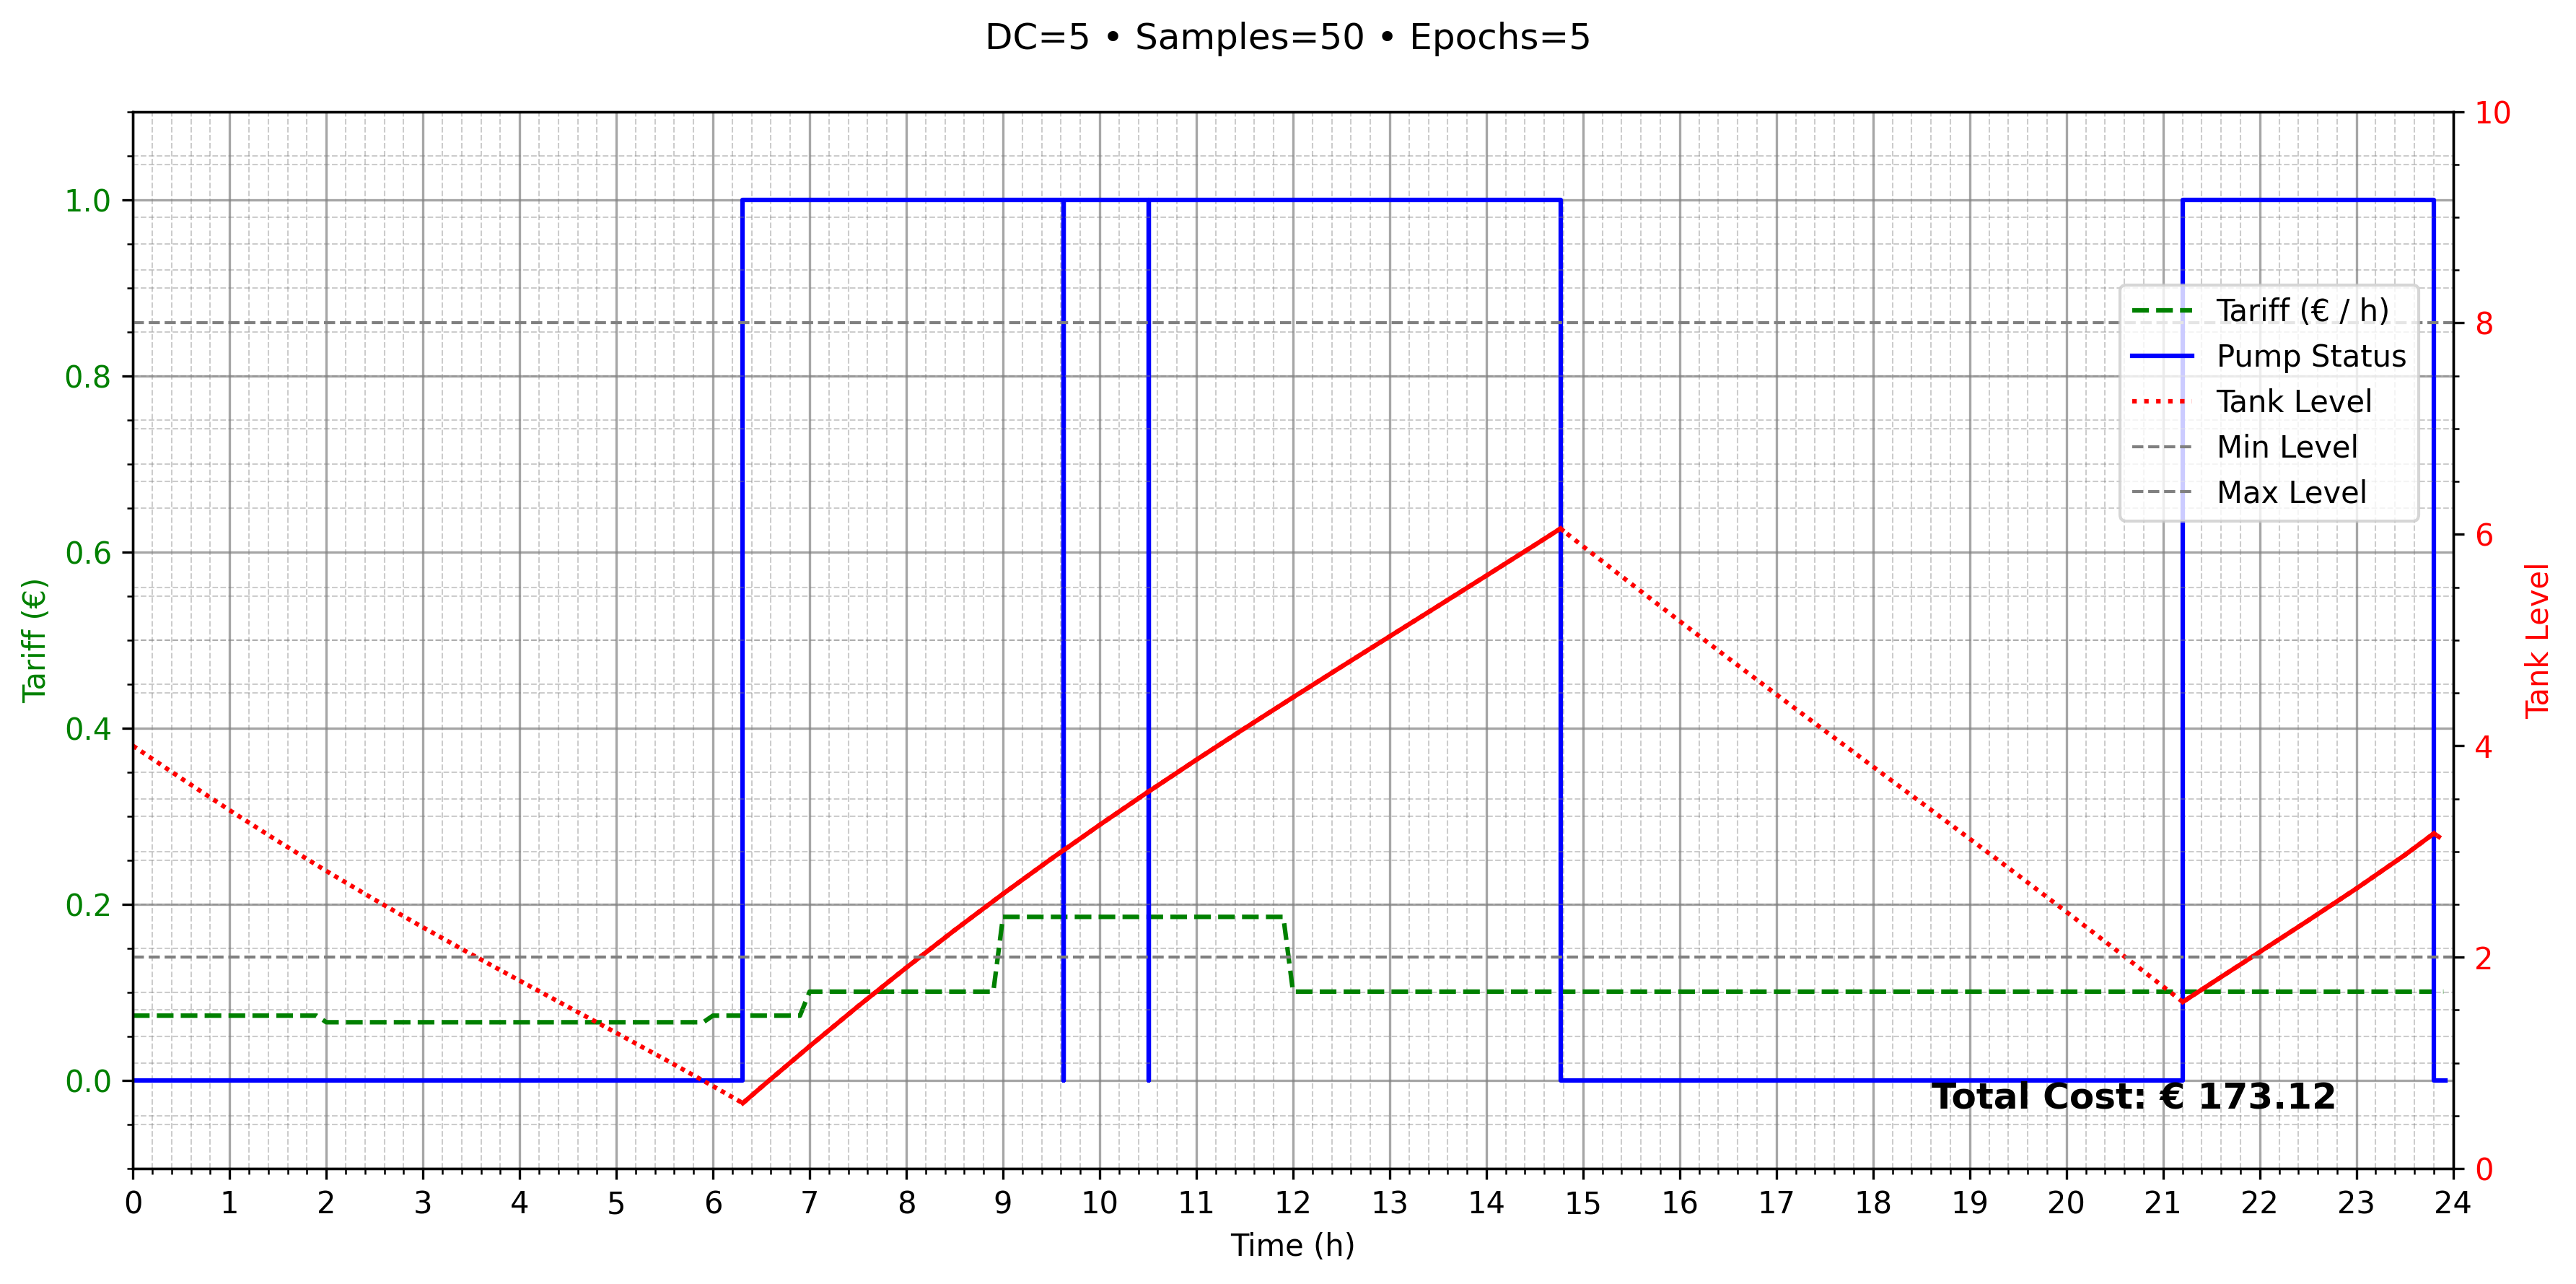 DC=5 • Samples=50 • Epochs=5
10
1.0
0.8
0.6
0.4
0.2
0.0
8
6
4
2
0
Tariff (€)
Tank Level
Tariff (€ / h)
Pump Status
Tank Level
Min Level
Max Level
Total Cost: € 173.12
0 1 2 3 4 5 6 7 8 9 10 11 12 13 14 15 16 17 18 19 20 21 22 23 24
Time (h)